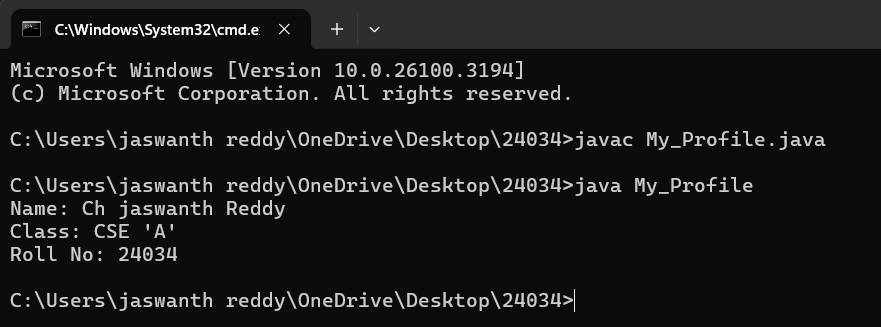 C:\Windows\System32\cmd.e
Microsoft Windows [Version 10.0.26100.3194]
(c) Microsoft Corporation. All rights reserved.
C:\Users\jaswanth reddy\OneDrive\Desktop\24034>javac My_Profile.java
C:\Users\jaswanth reddy\OneDrive\Desktop\24034>java My_Profile
Name: Ch jaswanth Reddy
Class: CSE 'A'
Roll No: 24034
C:\Users\jaswanth reddy\OneDrive\Desktop\24034>